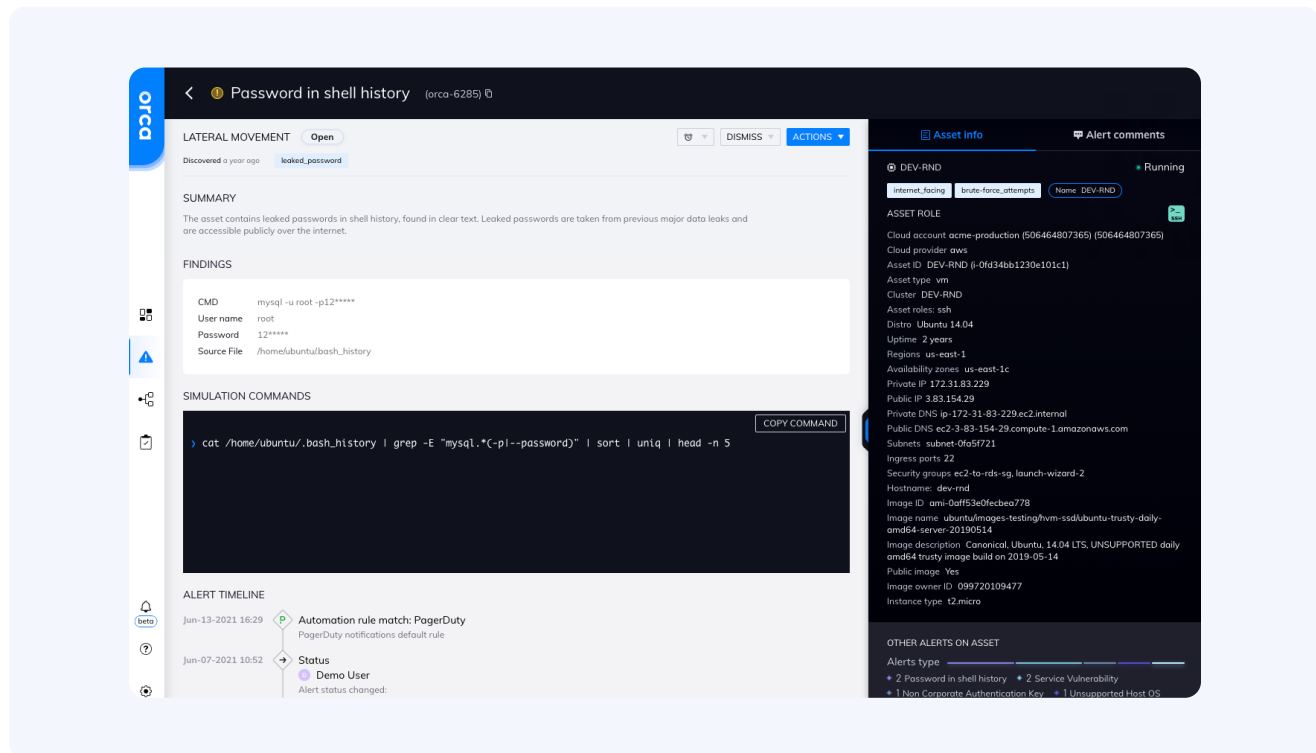 orca
Password in shell history (orca-6285)
LATERAL MOVEMENT Open
DISMISS
ACTIONS
Discovered a year ago leaked_password
SUMMARY
The asset contains leaked passwords in shell history, found in clear text. Leaked passwords are taken from previous major data leaks and
are accessible publicly over the internet.
FINDINGS
CMD mysql -u root -p12*****
User name root
Password 12*****
Source File /home/ubuntu/.bash_history
SIMULATION COMMANDS
COPY COMMAND
❯ cat /home/ubuntu/.bash_history | grep -E "mysql.*(-p|--password)" | sort | uniq | head -n 5
ALERT TIMELINE
Jun-13-2021 16:29 P Automation rule match: PagerDuty
PagerDuty notifications default rule
Jun-07-2021 10:52 Status
D Demo User
Alert status changed:
beta
Asset Info
Alert comments
DEV-RND Running
internet_facing brute-force_attempts Name DEV-RND
ASSET ROLE
SSH
Cloud account acme-production (506464807365) (506464807365)
Cloud provider aws
Asset ID DEV-RND (i-0fd34bb1230e101c1)
Asset type vm
Cluster DEV-RND
Asset roles: ssh
Distro Ubuntu 14.04
Uptime 2 years
Regions us-east-1
Availability zones us-east-1c
Private IP 172.31.83.229
Public IP 3.83.154.29
Private DNS ip-172-31-83-229.ec2.internal
Public DNS ec2-3-83-154-29.compute-1.amazonaws.com
Subnets subnet-0fa5f721
Ingress ports 22
Security groups ec2-to-rds-sg, launch-wizard-2
Hostname: dev-rnd
Image ID ami-0aff53e0fecbea778
Image name ubuntu/images-testing/hvm-ssd/ubuntu-trusty-daily-
amd64-server-20190514
Image description Canonical, Ubuntu, 14.04 LTS, UNSUPPORTED daily
amd64 trusty image build on 2019-05-14
Public image Yes
Image owner ID 099720109477
Instance type t2.micro
OTHER ALERTS ON ASSET
Alerts type
2 Password in shell history 2 Service Vulnerability
1 Non Corporate Authentication Key 1 Unsupported Host OS